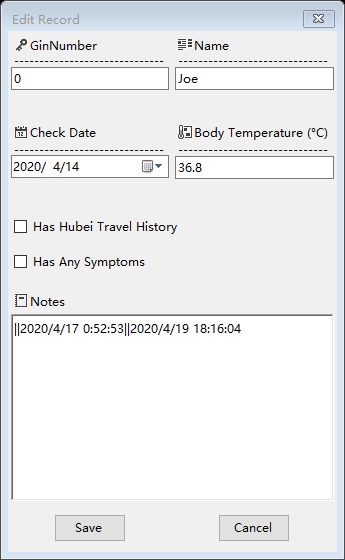 Edit Record
GinNumber
Name
0
Joe
Check Date
Body Temperature (°C)
2020/ 4/14
36.8
Has Hubei Travel History
Has Any Symptoms
Notes
||2020/4/17 0:52:53||2020/4/19 18:16:04
Save
Cancel